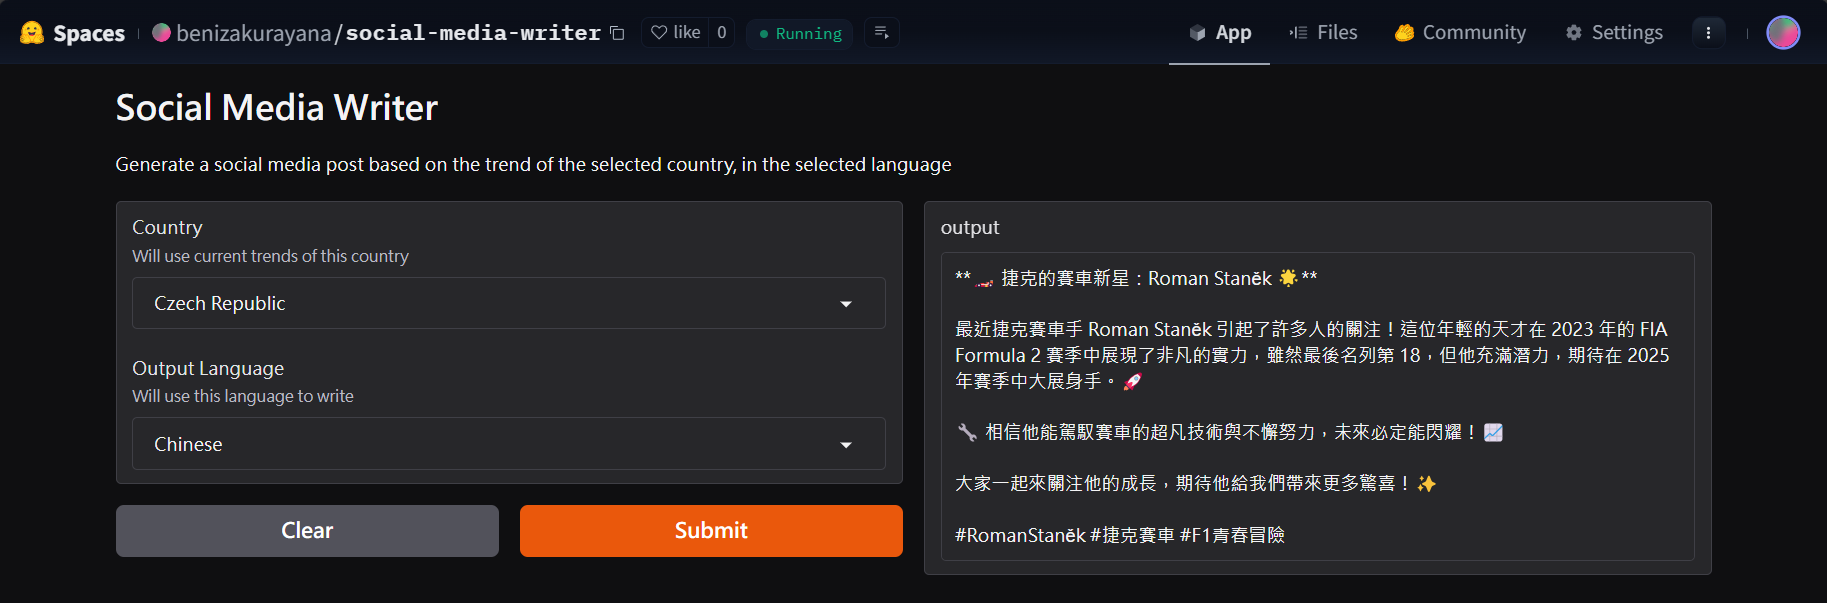 Spaces benizakurayana/social-media-writer like 0 Running App Files Community Settings
Social Media Writer
Generate a social media post based on the trend of the selected country, in the selected language
Country
Will use current trends of this country
Czech Republic
Output Language
Will use this language to write
Chinese
Clear Submit
output
**🏎️ 捷克的賽車新星：Roman Staněk 🌟**
最近捷克賽車手 Roman Staněk 引起了許多人的關注！這位年輕的天才在 2023 年的 FIA
Formula 2 賽季中展現了非凡的實力，雖然最後名列第 18，但他充滿潛力，期待在 2025
年賽季中大展身手。🚀
🔧 相信他能駕馭賽車的超凡技術與不懈努力，未來必定能閃耀！📈
大家一起來關注他的成長，期待他給我們帶來更多驚喜！✨
#RomanStaněk #捷克賽車 #F1青春冒險